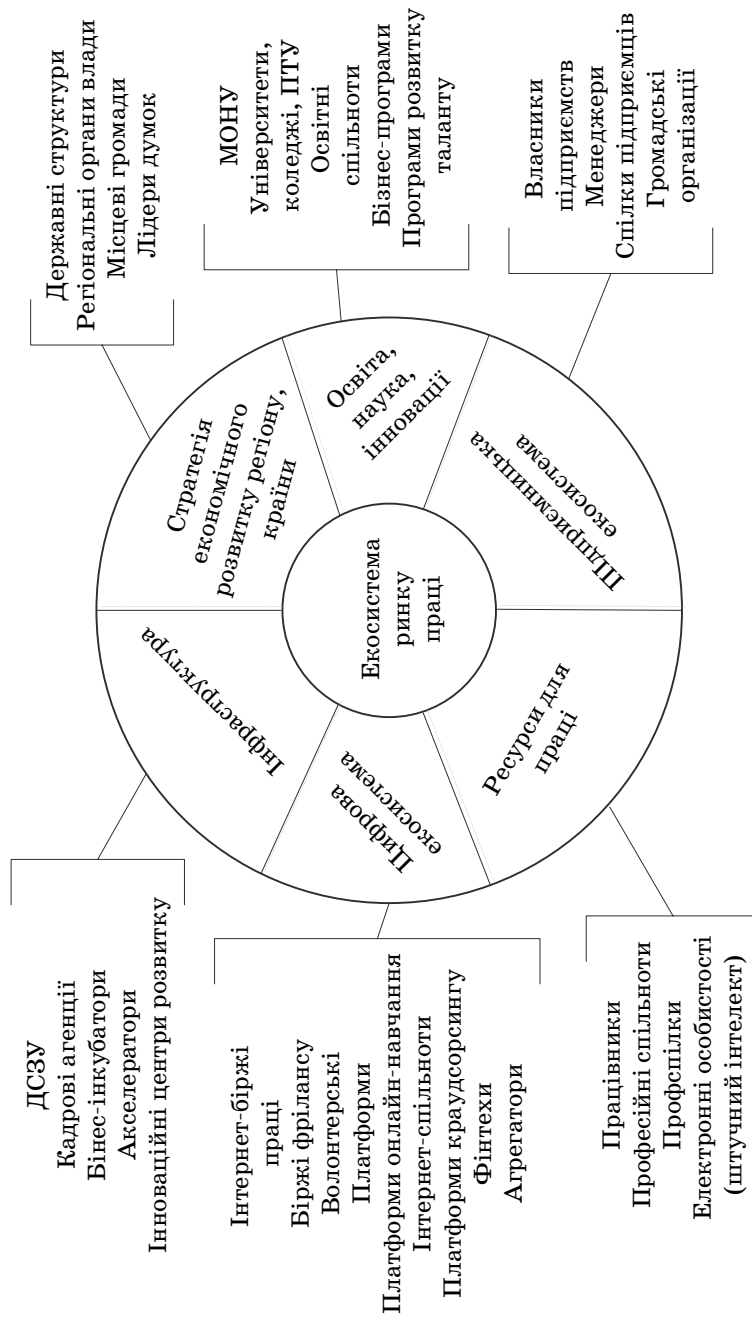 ДСЗУ
Кадрові агенції
Бінес-інкубатори
Акселератори
Інноваційні центри розвитку
Інтернет-біржі
праці
Біржі фрілансу
Волонтерські
Платформи
Платформи онлайн-навчання
Інтернет-спільноти
Платформи краудсорсингу
Фінтехи
Агрегатори
Працівники
Професійні спільноти
Профспілки
Електронні особистості
(штучний інтелект)
Інфраструктура
Цифрова
екосистема
Ресурси для
праці
Екосистема
ринку
праці
Стратегія
економічного
розвитку регіону,
країни
Освіта,
наука,
інновації
Підприємницька
екосистема
Державні структури
Регіональні органи влади
Місцеві громади
Лідери думок
МОНУ
Університети,
коледжі, ПТУ
Освітні
спільноти
Бізнес-програми
Програми розвитку
таланту
Власники
підприємств
Менеджери
Спілки підприємців
Громадські
організації